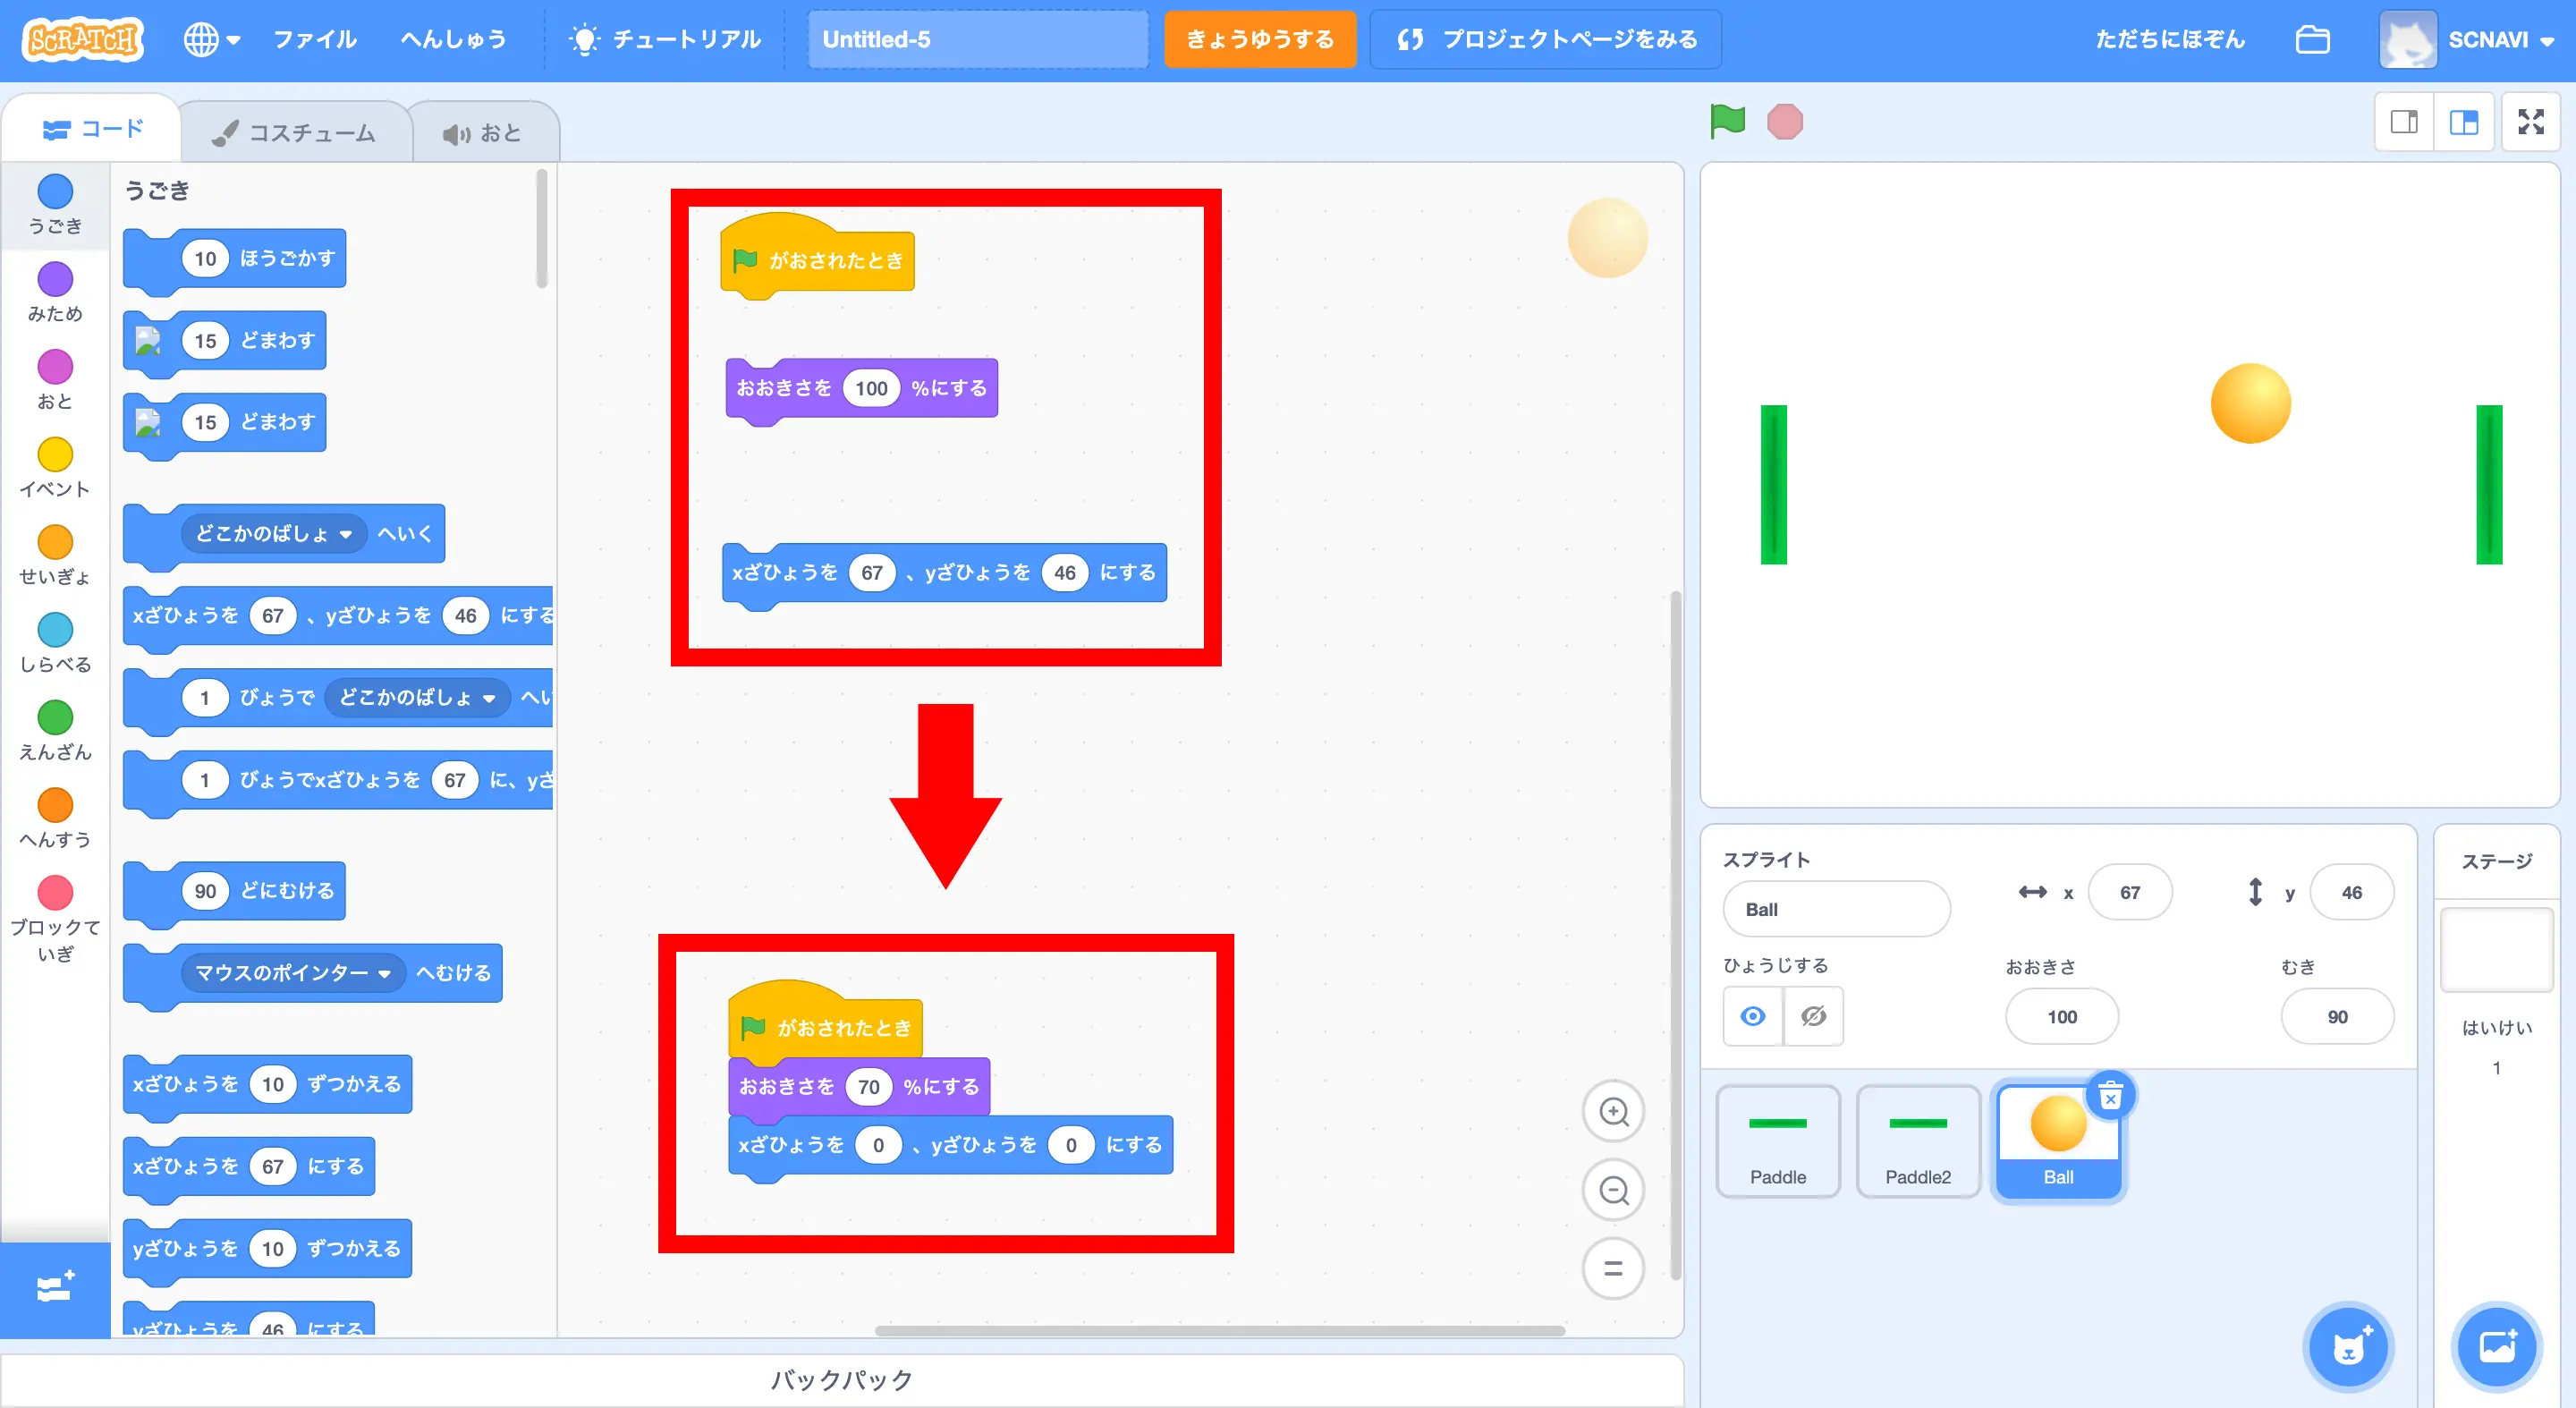 SCRATCH
ファイル
へんしゅう
チュートリアル
Untitled-5
きょうゆうする
プロジェクトページをみる
ただちにほぞん
SCNAVI
コード
コスチューム
おと
うごき
みため
おと
イベント
せいぎょ
しらべる
えんざん
へんすう
ブロックて
いぎ
うごき
10 ほうごかす
15 どまわす
15 どまわす
どこかのばしょ へいく
xざひょうを 67 、yざひょうを 46 にする
1 びょうで どこかのばしょ へい
1 びょうでxざひょうを 67 に、yざ
90 どにむける
マウスのポインター へむける
xざひょうを 10 ずつかえる
xざひょうを 67 にする
yざひょうを 10 ずつかえる
yざひょうを 46 にする
がおされたとき
おおきさを 100 %にする
xざひょうを 67 、yざひょうを 46 にする
がおされたとき
おおきさを 70 %にする
xざひょうを 0 、yざひょうを 0 にする
バックパック
スプライト
Ball
x 67
y 46
ひょうじする
おおきさ
100
むき
90
Paddle
Paddle2
Ball
ステージ
はいけい
1